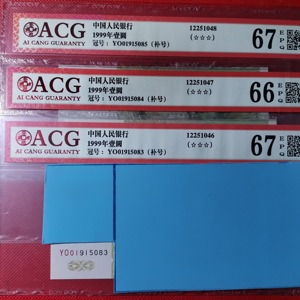 ACG
AI CANG GUARANTY
中国人民银行
1999年壹圆
冠号：YO01915085 (补号)
12251048
(☆☆☆)
67 EPQ
ACG
AI CANG GUARANTY
中国人民银行
1999年壹圆
冠号：YO01915084 (补号)
12251047
(☆☆☆)
66 EPQ
ACG
AI CANG GUARANTY
中国人民银行
1999年壹圆
冠号：YO01915083 (补号)
12251046
(☆☆☆)
67 EPQ
YO01915083